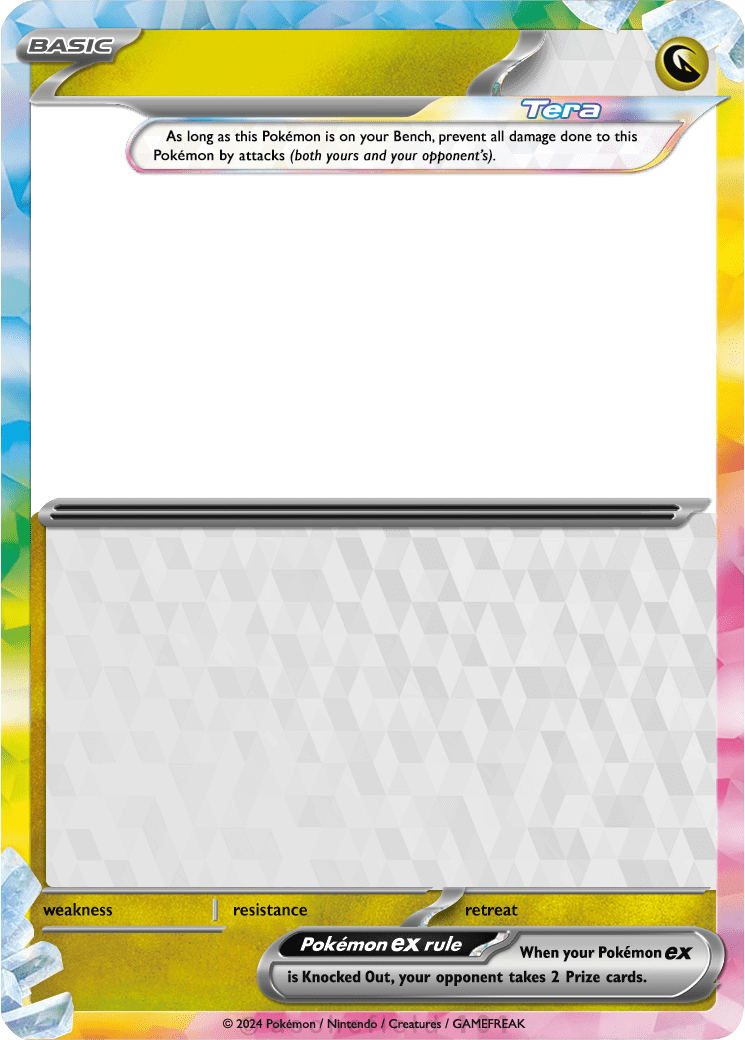 BASIC
Tera
As long as this Pokémon is on your Bench, prevent all damage done to this
Pokémon by attacks (both yours and your opponent's).
weakness
resistance
retreat
Pokémon ex rule
When your Pokémon ex
is Knocked Out, your opponent takes 2 Prize cards.
© 2024 Pokémon / Nintendo / Creatures / GAMEFREAK